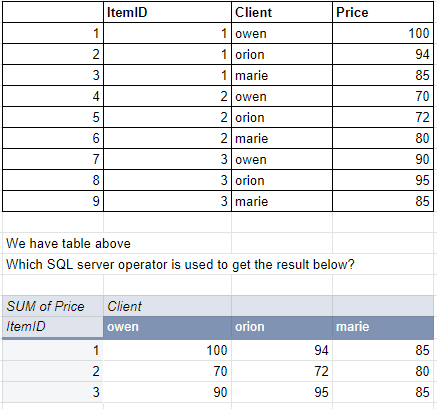 ItemID Client Price
1 1 owen 100
2 1 orion 94
3 1 marie 85
4 2 owen 70
5 2 orion 72
6 2 marie 80
7 3 owen 90
8 3 orion 95
9 3 marie 85
We have table above
Which SQL server operator is used to get the result below?
SUM of Price Client
ItemID owen orion marie
1 100 94 85
2 70 72 80
3 90 95 85